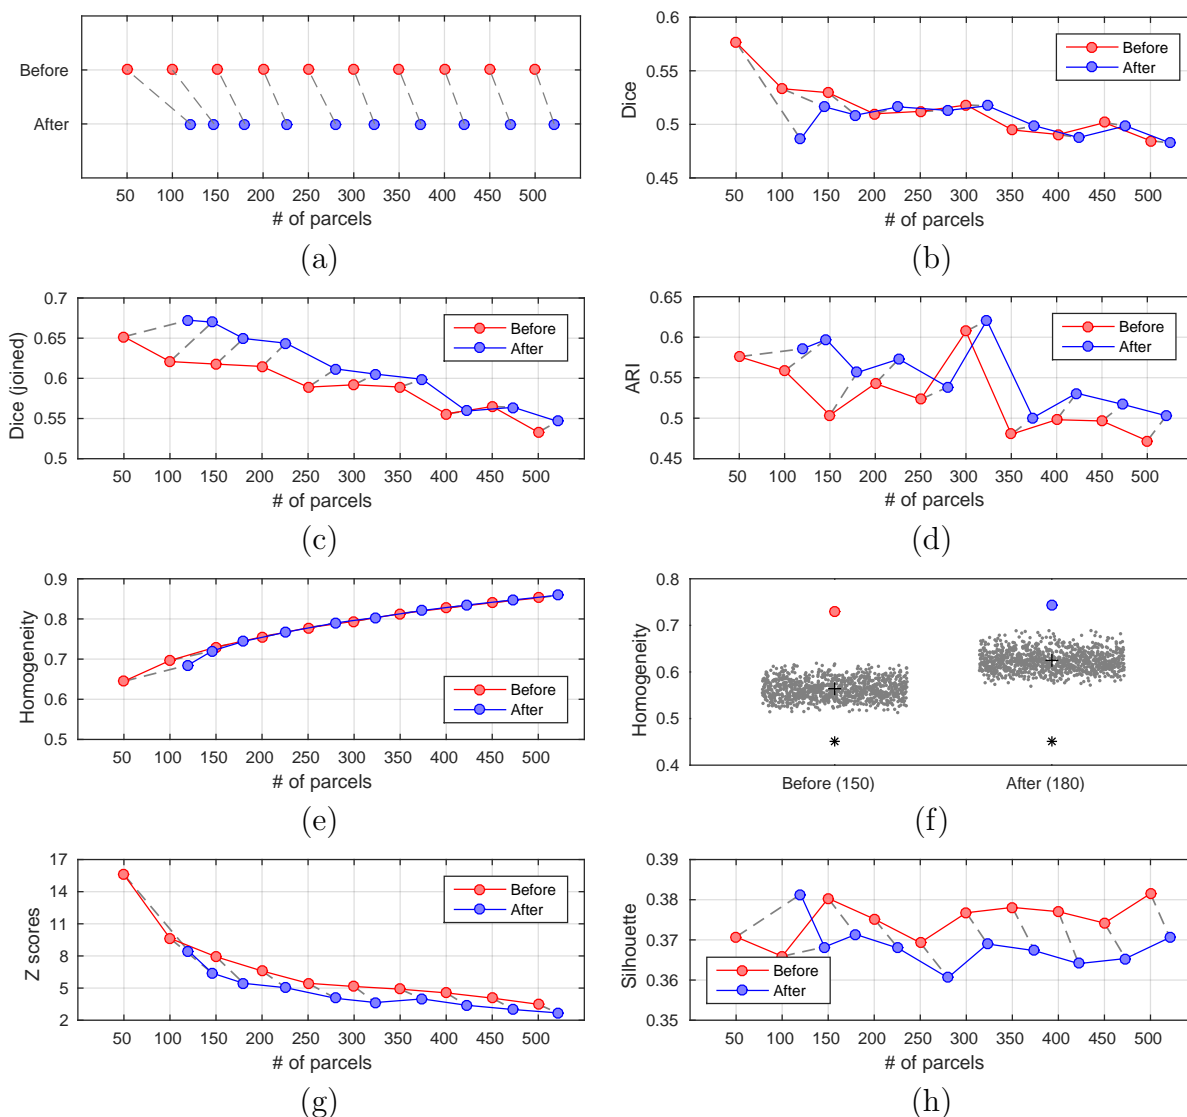 Before
After
50 100 150 200 250 300 350 400 450 500
# of parcels
(a)
0.6
0.55
0.5
0.45
Dice
Before
After
50 100 150 200 250 300 350 400 450 500
# of parcels
(b)
0.7
0.65
0.6
0.55
0.5
Dice (joined)
Before
After
50 100 150 200 250 300 350 400 450 500
# of parcels
(c)
0.65
0.6
0.55
0.5
0.45
ARI
Before
After
50 100 150 200 250 300 350 400 450 500
# of parcels
(d)
0.9
0.8
0.7
0.6
0.5
Homogeneity
Before
After
50 100 150 200 250 300 350 400 450 500
# of parcels
(e)
0.8
0.7
0.6
0.5
0.4
Homogeneity
Before (150) After (180)
(f)
17
14
11
8
5
2
Z scores
Before
After
50 100 150 200 250 300 350 400 450 500
# of parcels
(g)
0.39
0.38
0.37
0.36
0.35
Silhouette
Before
After
50 100 150 200 250 300 350 400 450 500
# of parcels
(h)